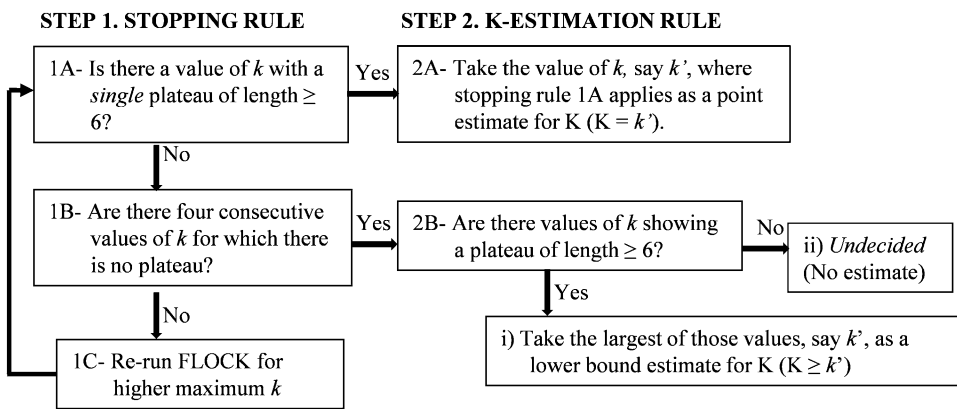 STEP 1. STOPPING RULE
STEP 2. K-ESTIMATION RULE
1A- Is there a value of k with a
single plateau of length ≥
6?
Yes
2A- Take the value of k, say k’, where
stopping rule 1A applies as a point
estimate for K (K = k’).
No
1B- Are there four consecutive
values of k for which there
is no plateau?
Yes
2B- Are there values of k showing
a plateau of length ≥ 6?
No
ii) Undecided
(No estimate)
Yes
i) Take the largest of those values, say k’, as a
lower bound estimate for K (K ≥ k’)
No
1C- Re-run FLOCK for
higher maximum k